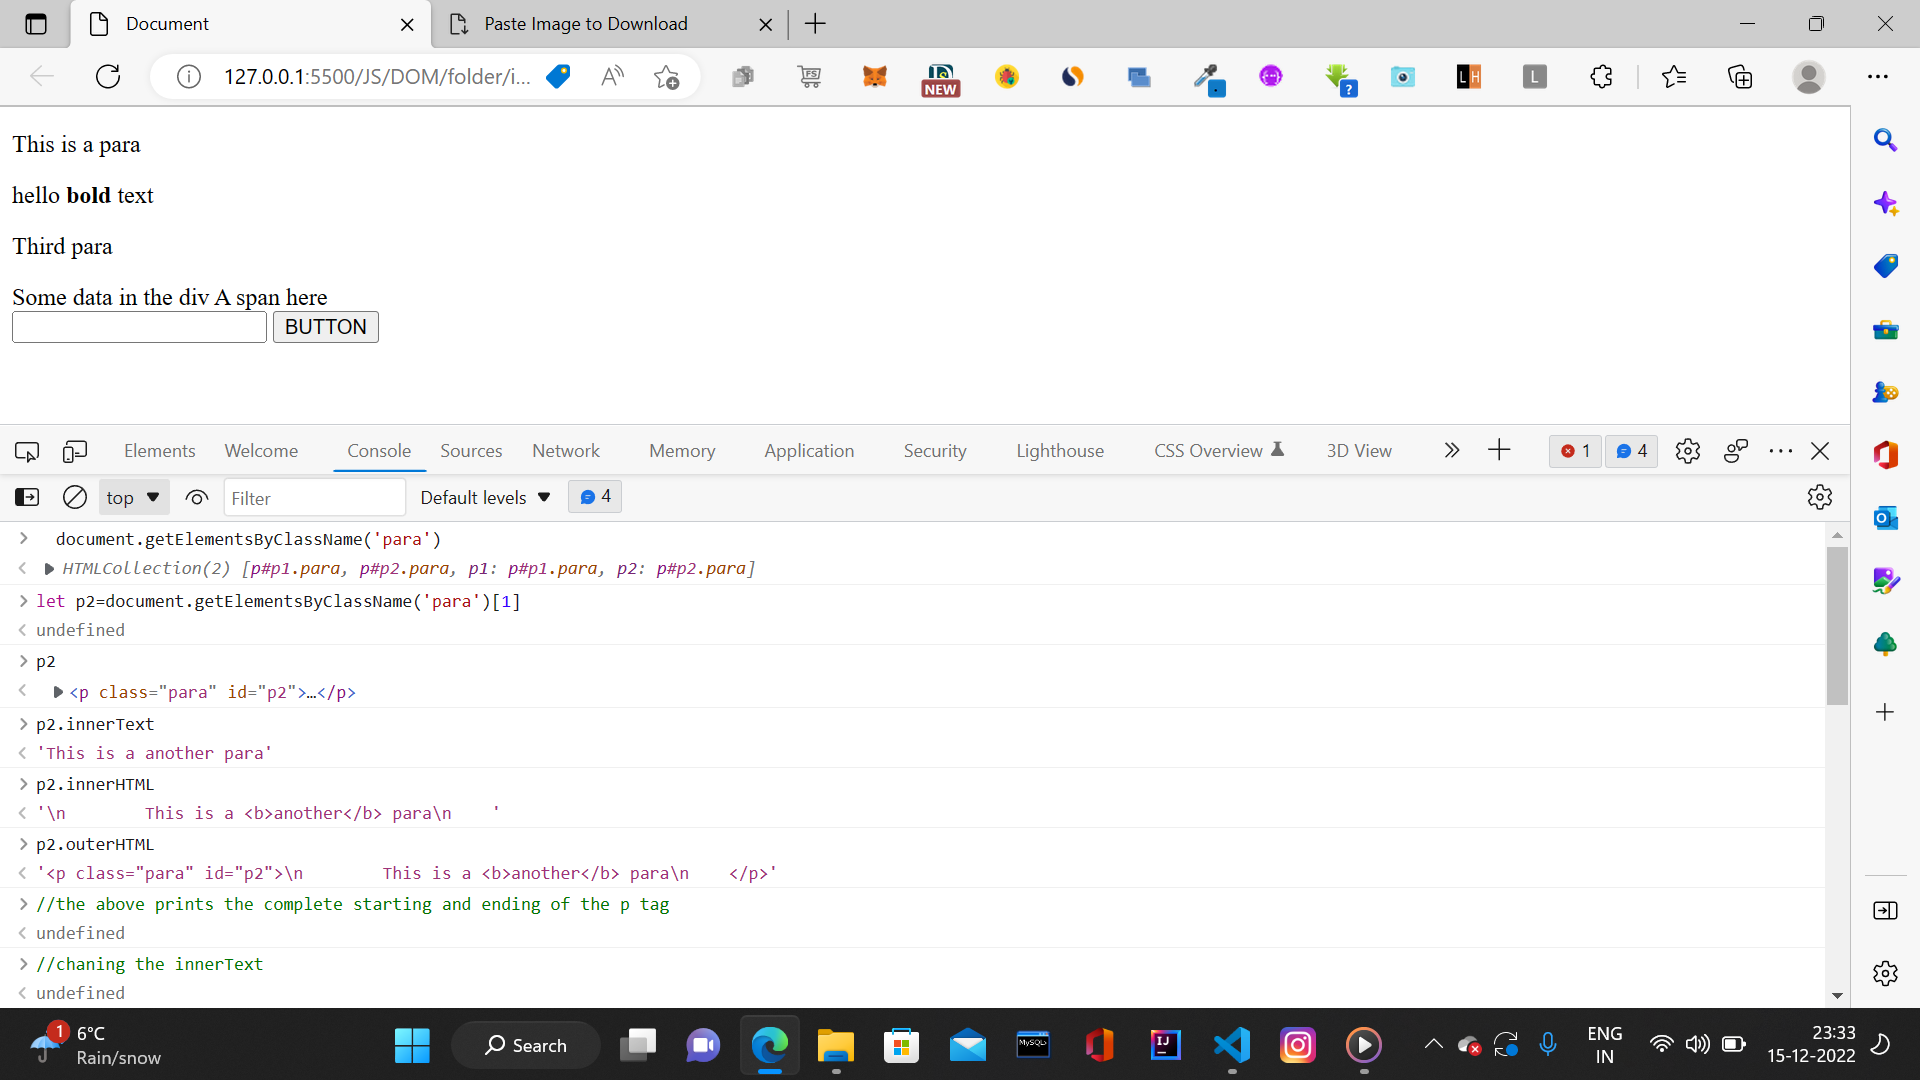 Document
Paste Image to Download
127.0.0.1:5500/JS/DOM/folder/i...
FS
NEW
?
LH
L
This is a para
hello bold text
Third para
Some data in the div A span here
BUTTON
Elements Welcome Console Sources Network Memory Application Security Lighthouse CSS Overview 3D View 1 4
top Filter Default levels 4
document.getElementsByClassName('para')
HTMLCollection(2) [p#p1.para, p#p2.para, p1: p#p1.para, p2: p#p2.para]
let p2=document.getElementsByClassName('para')[1]
undefined
p2
<p class="para" id="p2">…</p>
p2.innerText
'This is a another para'
p2.innerHTML
'\n        This is a <b>another</b> para\n    '
p2.outerHTML
'<p class="para" id="p2">\n        This is a <b>another</b> para\n    </p>'
//the above prints the complete starting and ending of the p tag
undefined
//chaning the innerText
undefined
1
6°C
Rain/snow
Search
MySQL>
IJ
ENG
IN
23:33
15-12-2022